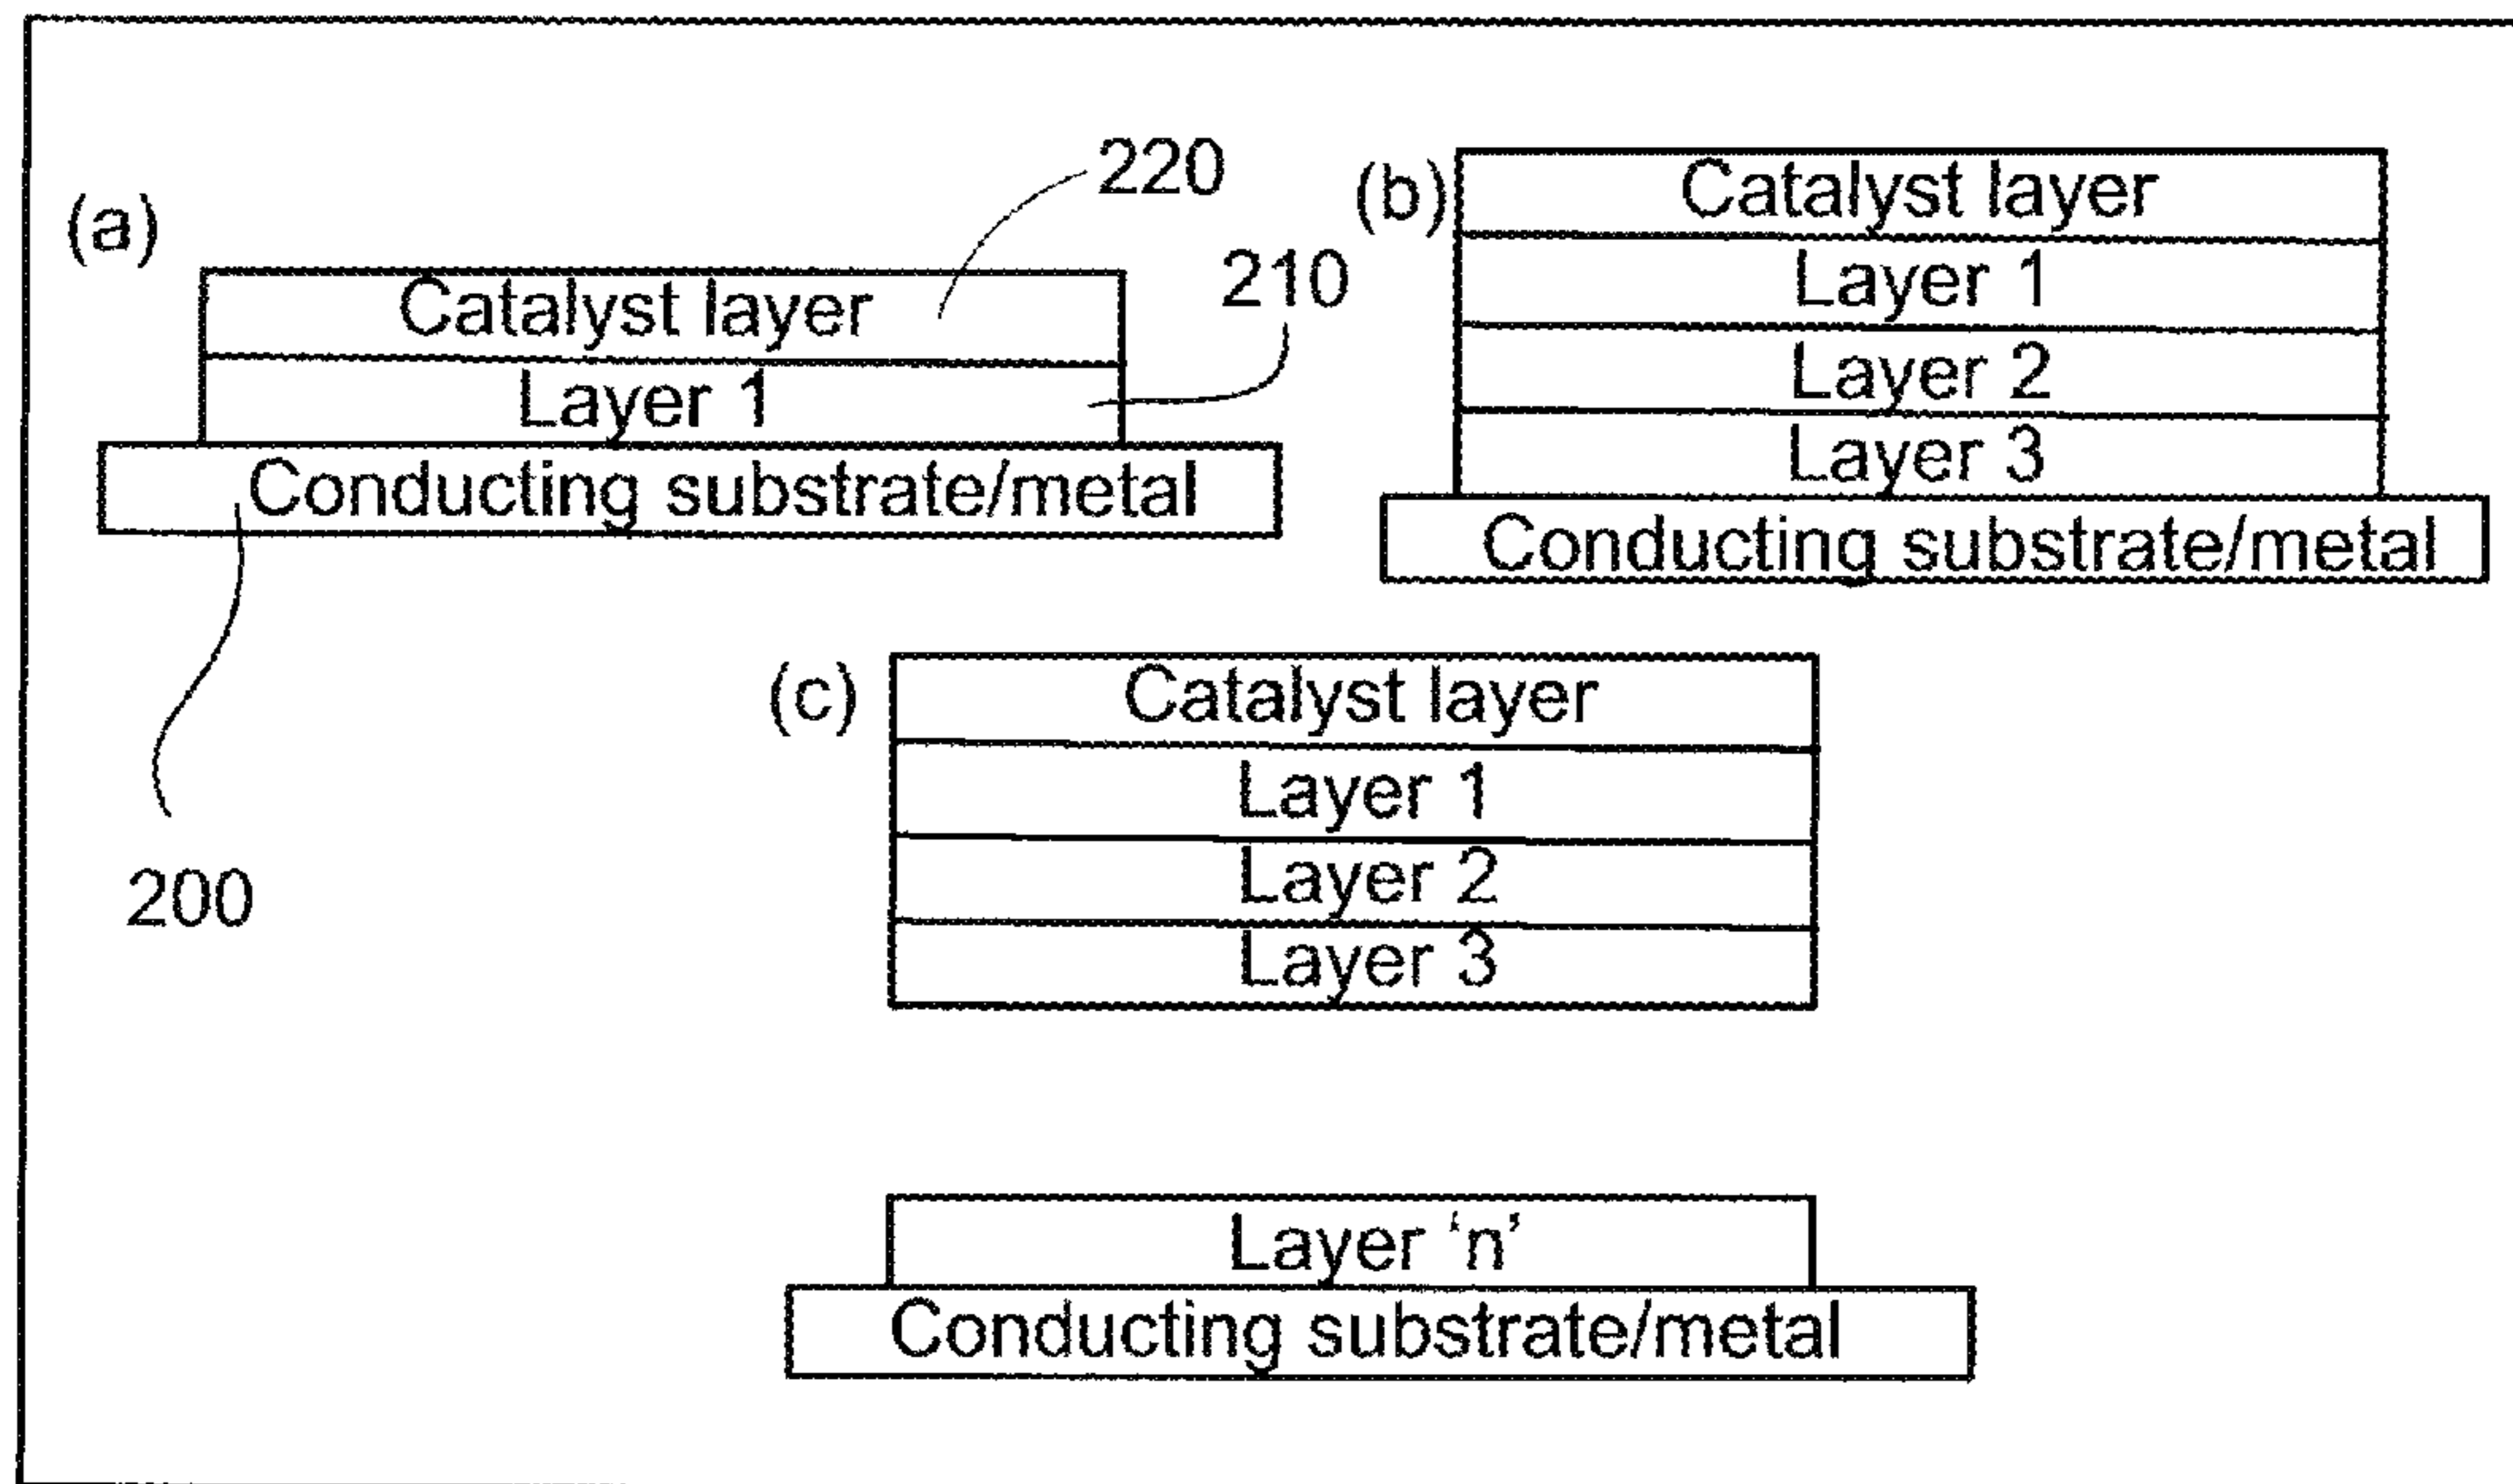 (a)
220
210
Catalyst layer
Layer 1
Conducting substrate/metal
200
(b)
Catalyst layer
Layer 1
Layer 2
Layer 3
Conducting substrate/metal
(c)
Catalyst layer
Layer 1
Layer 2
Layer 3
Layer ‘n’
Conducting substrate/metal